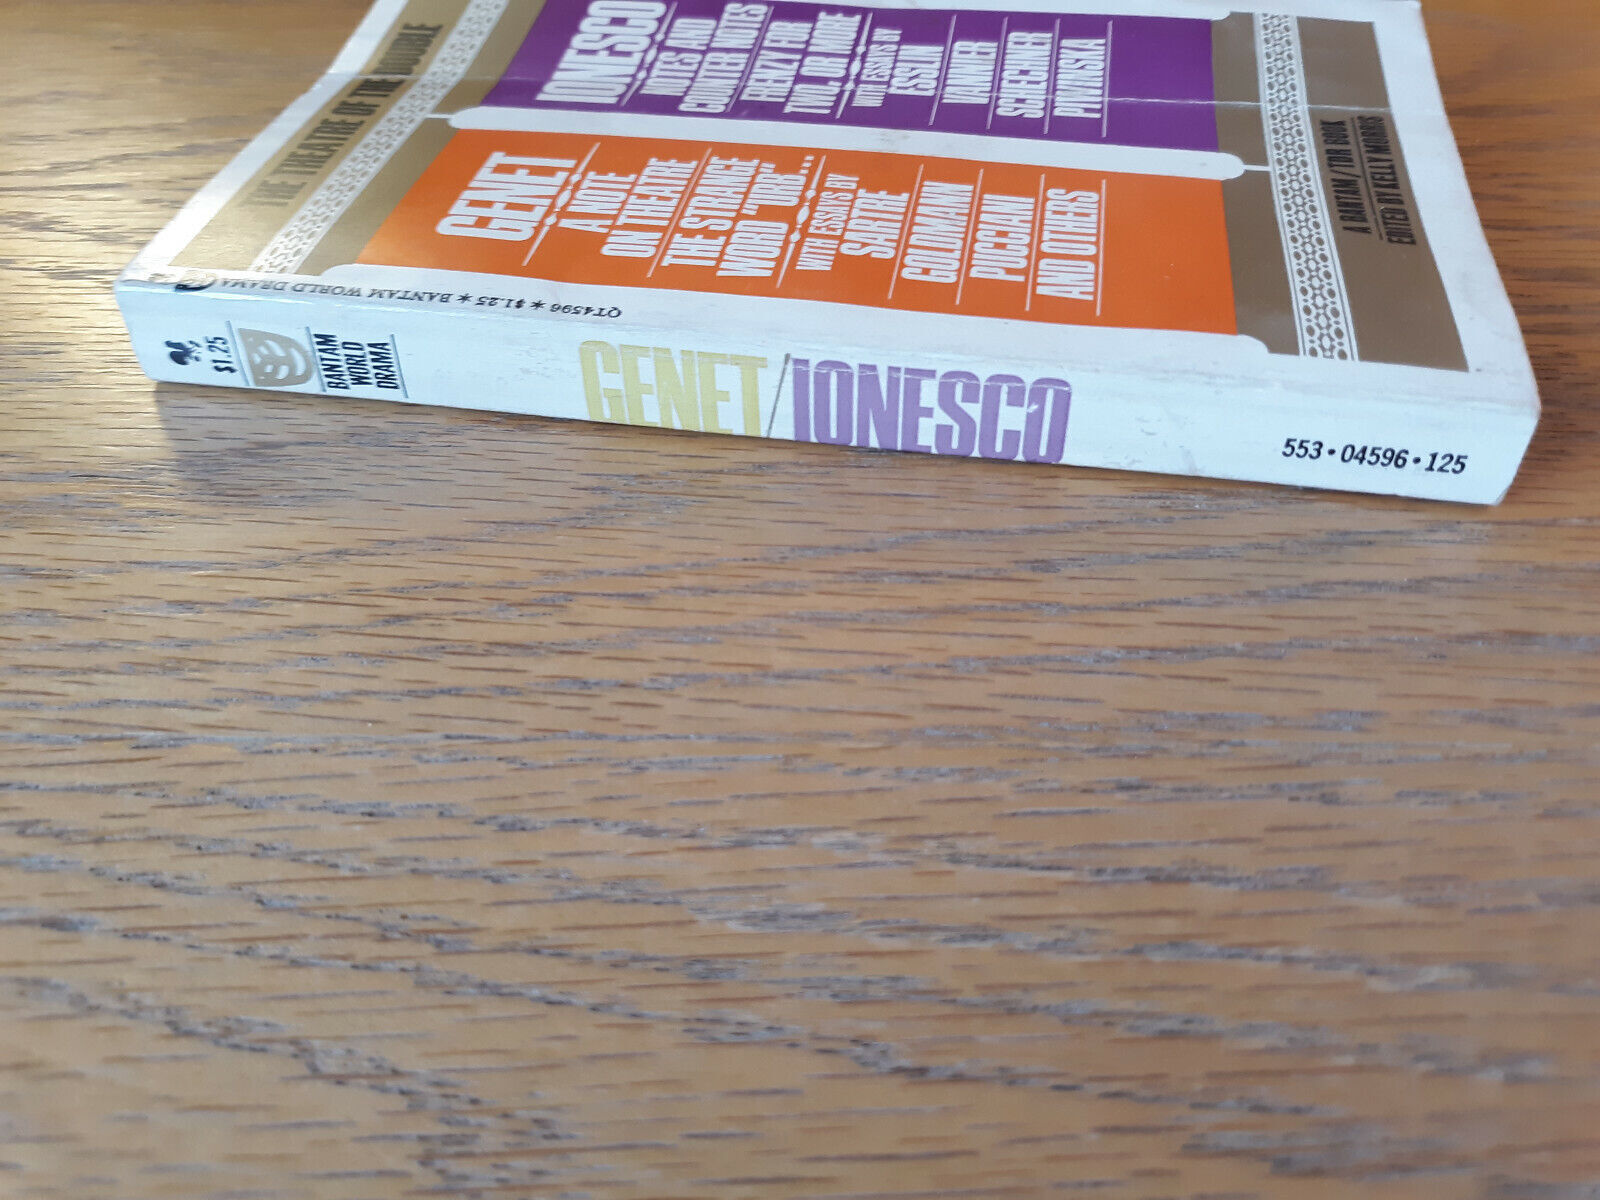 THE THEATRE OF THE DOUBLE
GENET
A NOTE
ON THEATRE
THE STRANGE
WORD "URB"...
WITH ESSAYS BY
SARTRE
GOLDMANN
PUCCIANI
AND OTHERS
IONESCO
NOTES AND
COUNTER NOTES
FRENZY FOR
TWO, OR MORE
WITH ESSAYS BY
ESSLIN
VANNIER
SCHECHNER
PIWINSKA
A BANTAM/TDR BOOK
EDITED BY KELLY MORRIS
QT4596 ★ $1.25 ★ BANTAM WORLD DRAMA
$1.25
BANTAM
WORLD
DRAMA
GENET/IONESCO
553•04596•125